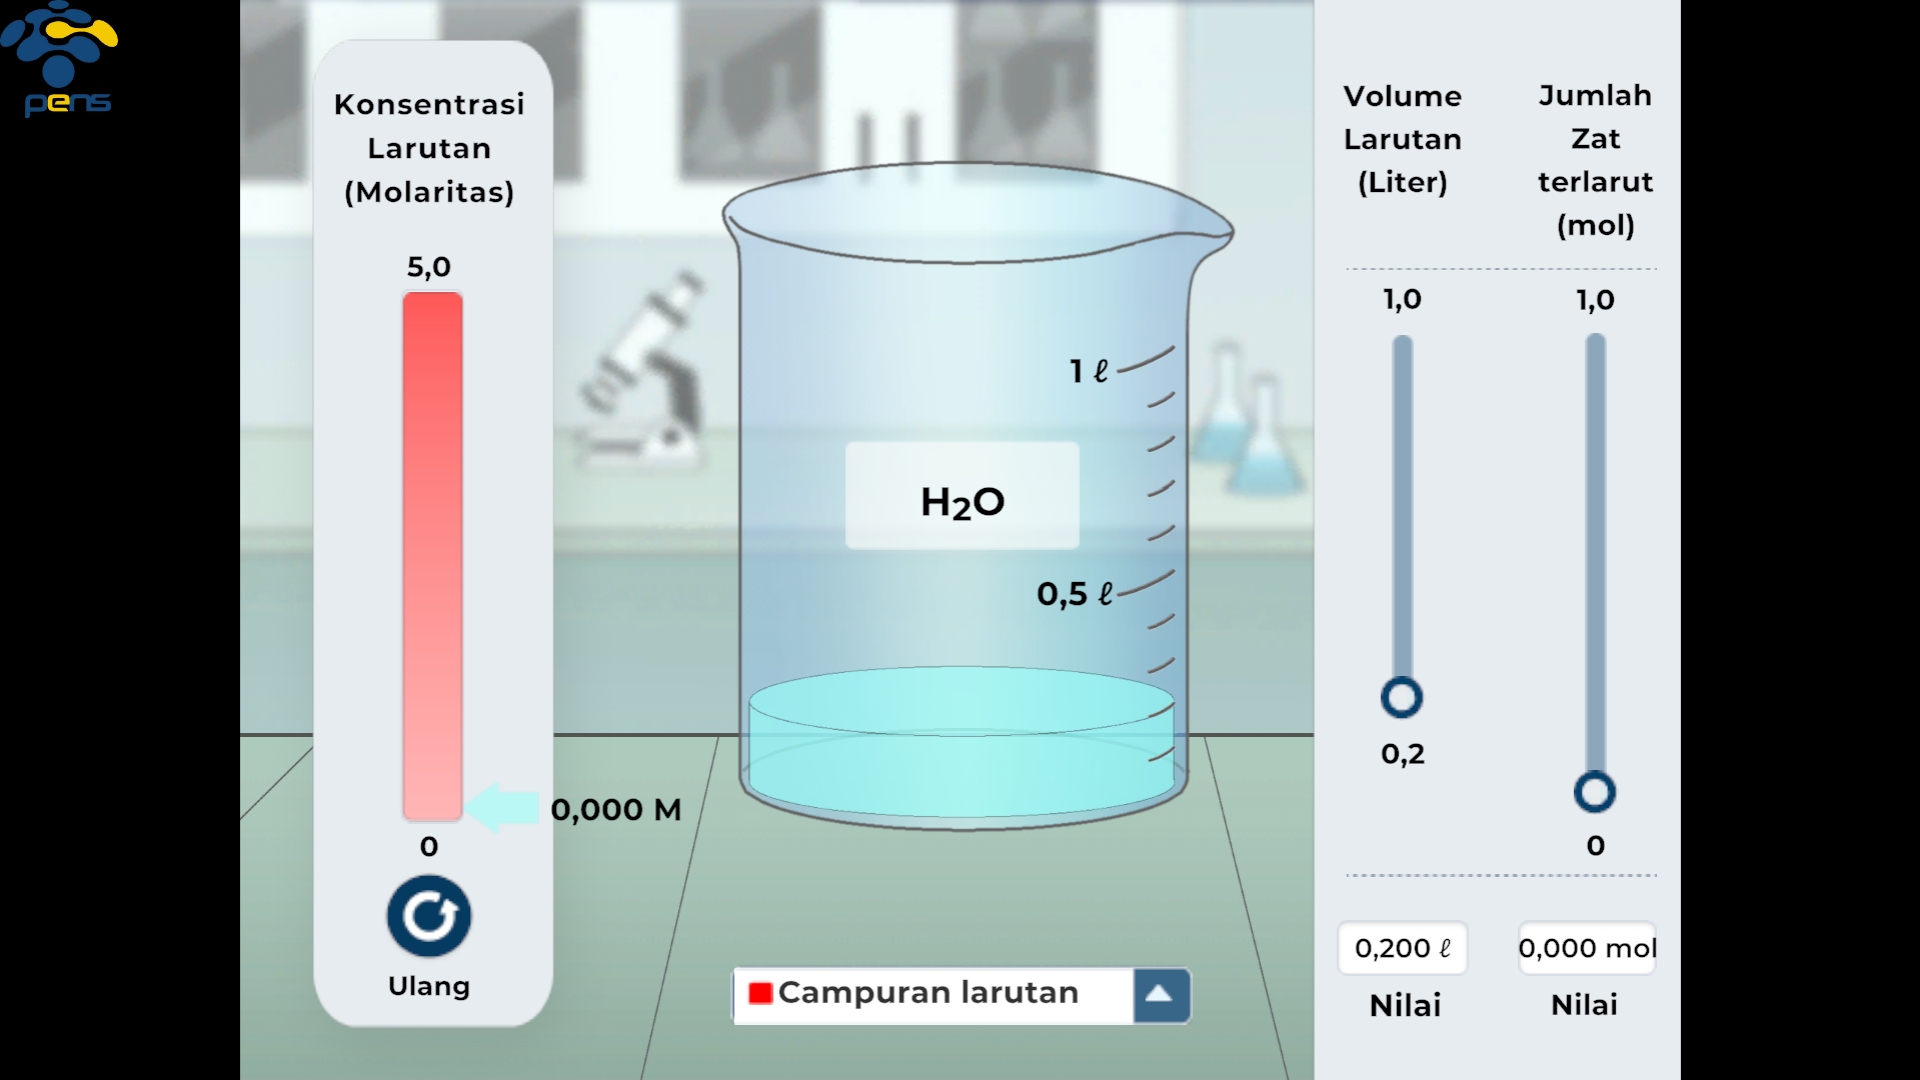 pens
Konsentrasi
Larutan
(Molaritas)
5,0
0,000 M
0
Ulang
1 ℓ
H₂O
0,5 ℓ
Campuran larutan
Volume
Larutan
(Liter)
1,0
0,2
0,200 ℓ
Nilai
Jumlah
Zat
terlarut
(mol)
1,0
0
0,000 mol
Nilai